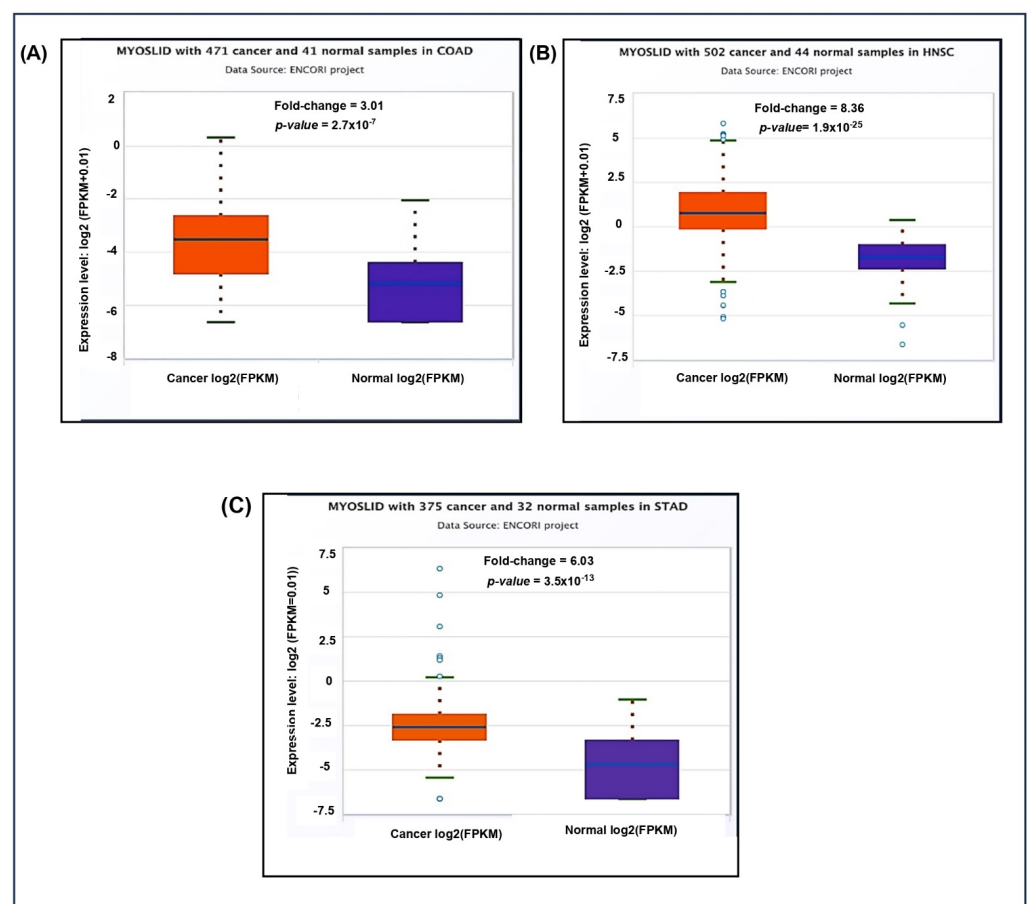 (A)
MYOSLID with 471 cancer and 41 normal samples in COAD
Data Source: ENCORI project
Fold-change = 3.01
p-value = 2.7x10-7
Expression level: log2 (FPKM+0.01)
2
0
-2
-4
-6
-8
Cancer log2(FPKM)
Normal log2(FPKM)
(B)
MYOSLID with 502 cancer and 44 normal samples in HNSC
Data Source: ENCORI project
Fold-change = 8.36
p-value= 1.9x10-25
Expression level: log2 (FPKM+0.01)
7.5
5
2.5
0
-2.5
-5
-7.5
Cancer log2(FPKM)
Normal log2(FPKM)
(C)
MYOSLID with 375 cancer and 32 normal samples in STAD
Data Source: ENCORI project
Fold-change = 6.03
p-value = 3.5x10-13
Expression level: log2 (FPKM=0.01))
7.5
5
2.5
0
-2.5
-5
-7.5
Cancer log2(FPKM)
Normal log2(FPKM)